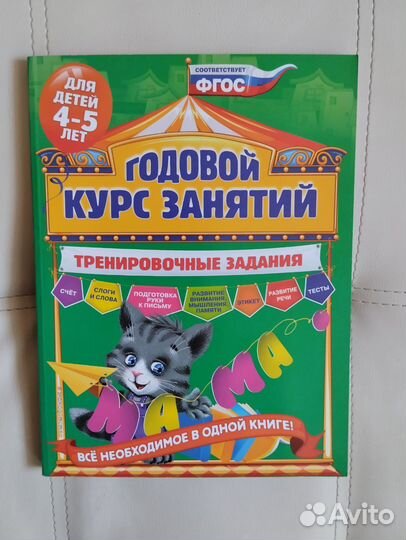 СООТВЕТСТВУЕТ
ФГОС
ДЛЯ
ДЕТЕЙ
4-5
ЛЕТ
ГОДОВОЙ
КУРС ЗАНЯТИЙ
ТРЕНИРОВОЧНЫЕ ЗАДАНИЯ
СЧЁТ
СЛОГИ
И СЛОВА
ПОДГОТОВКА
РУКИ
К ПИСЬМУ
РАЗВИТИЕ
ВНИМАНИЯ,
МЫШЛЕНИЯ,
ПАМЯТИ
ЭТИКЕТ
РАЗВИТИЕ
РЕЧИ
ТЕСТЫ
МАМА
МА
ВСЁ НЕОБХОДИМОЕ В ОДНОЙ КНИГЕ!
Avito